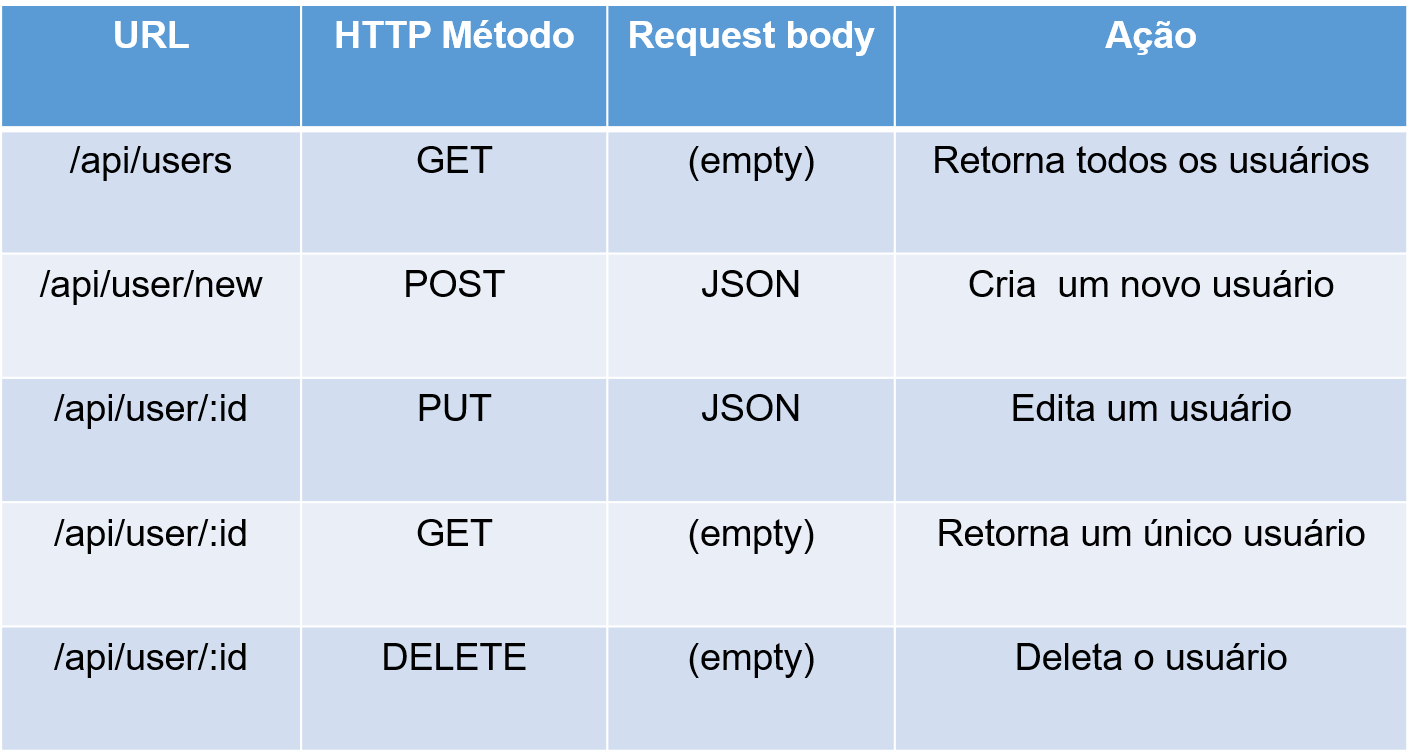 URL HTTP Método Request body Ação
/api/users GET (empty) Retorna todos os usuários
/api/user/new POST JSON Cria  um novo usuário
/api/user/:id PUT JSON Edita um usuário
/api/user/:id GET (empty) Retorna um único usuário
/api/user/:id DELETE (empty) Deleta o usuário